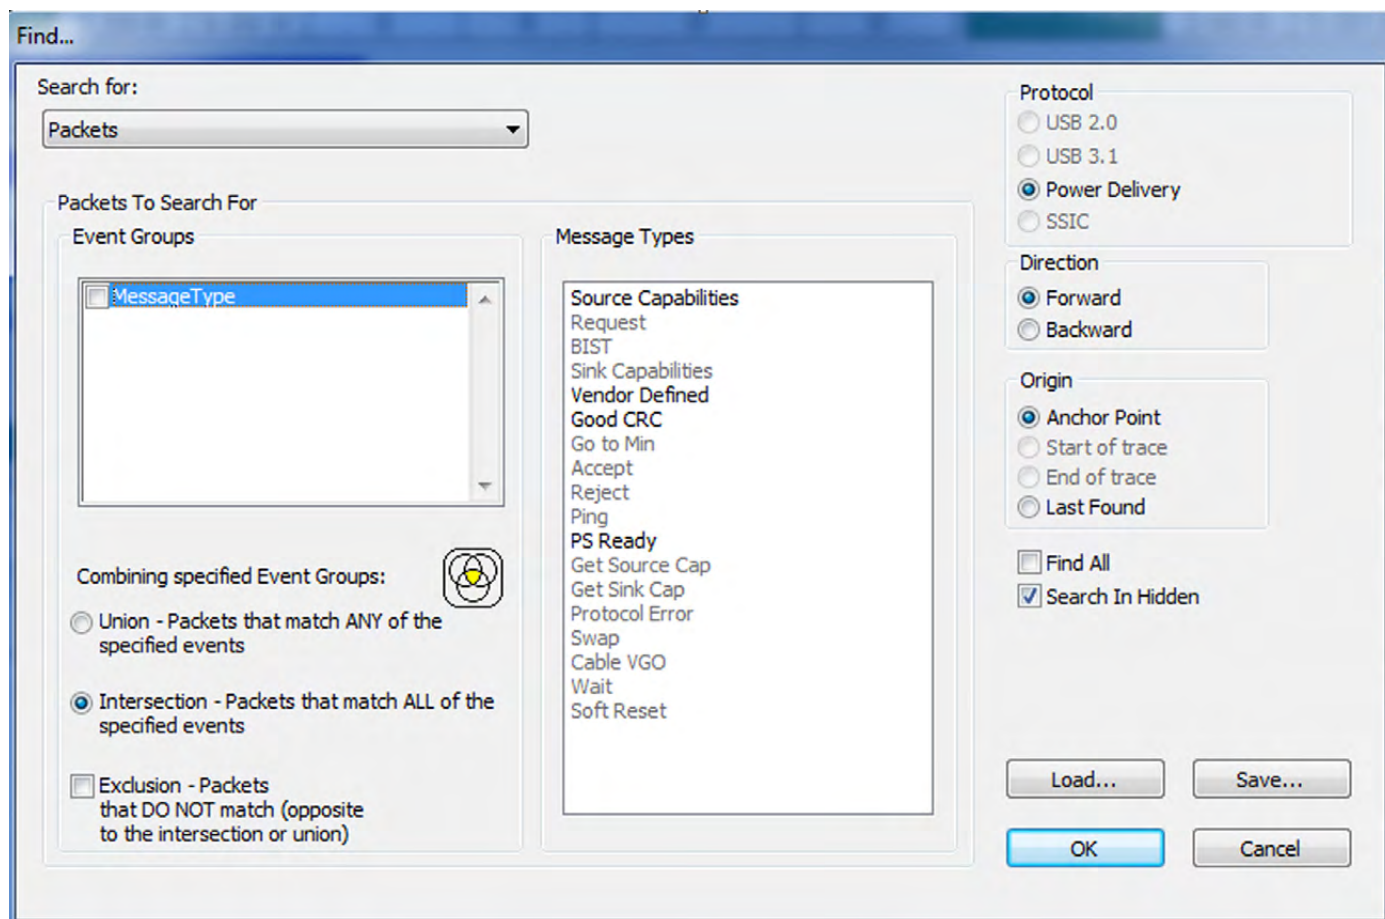 Find...
Search for:
Packets
Packets To Search For
Event Groups
MessageType
Combining specified Event Groups:
Union - Packets that match ANY of the
specified events
Intersection - Packets that match ALL of the
specified events
Exclusion - Packets
that DO NOT match (opposite
to the intersection or union)
Message Types
Source Capabilities
Request
BIST
Sink Capabilities
Vendor Defined
Good CRC
Go to Min
Accept
Reject
Ping
PS Ready
Get Source Cap
Get Sink Cap
Protocol Error
Swap
Cable VGO
Wait
Soft Reset
Protocol
USB 2.0
USB 3.1
Power Delivery
SSIC
Direction
Forward
Backward
Origin
Anchor Point
Start of trace
End of trace
Last Found
Find All
Search In Hidden
Load...
Save...
OK
Cancel